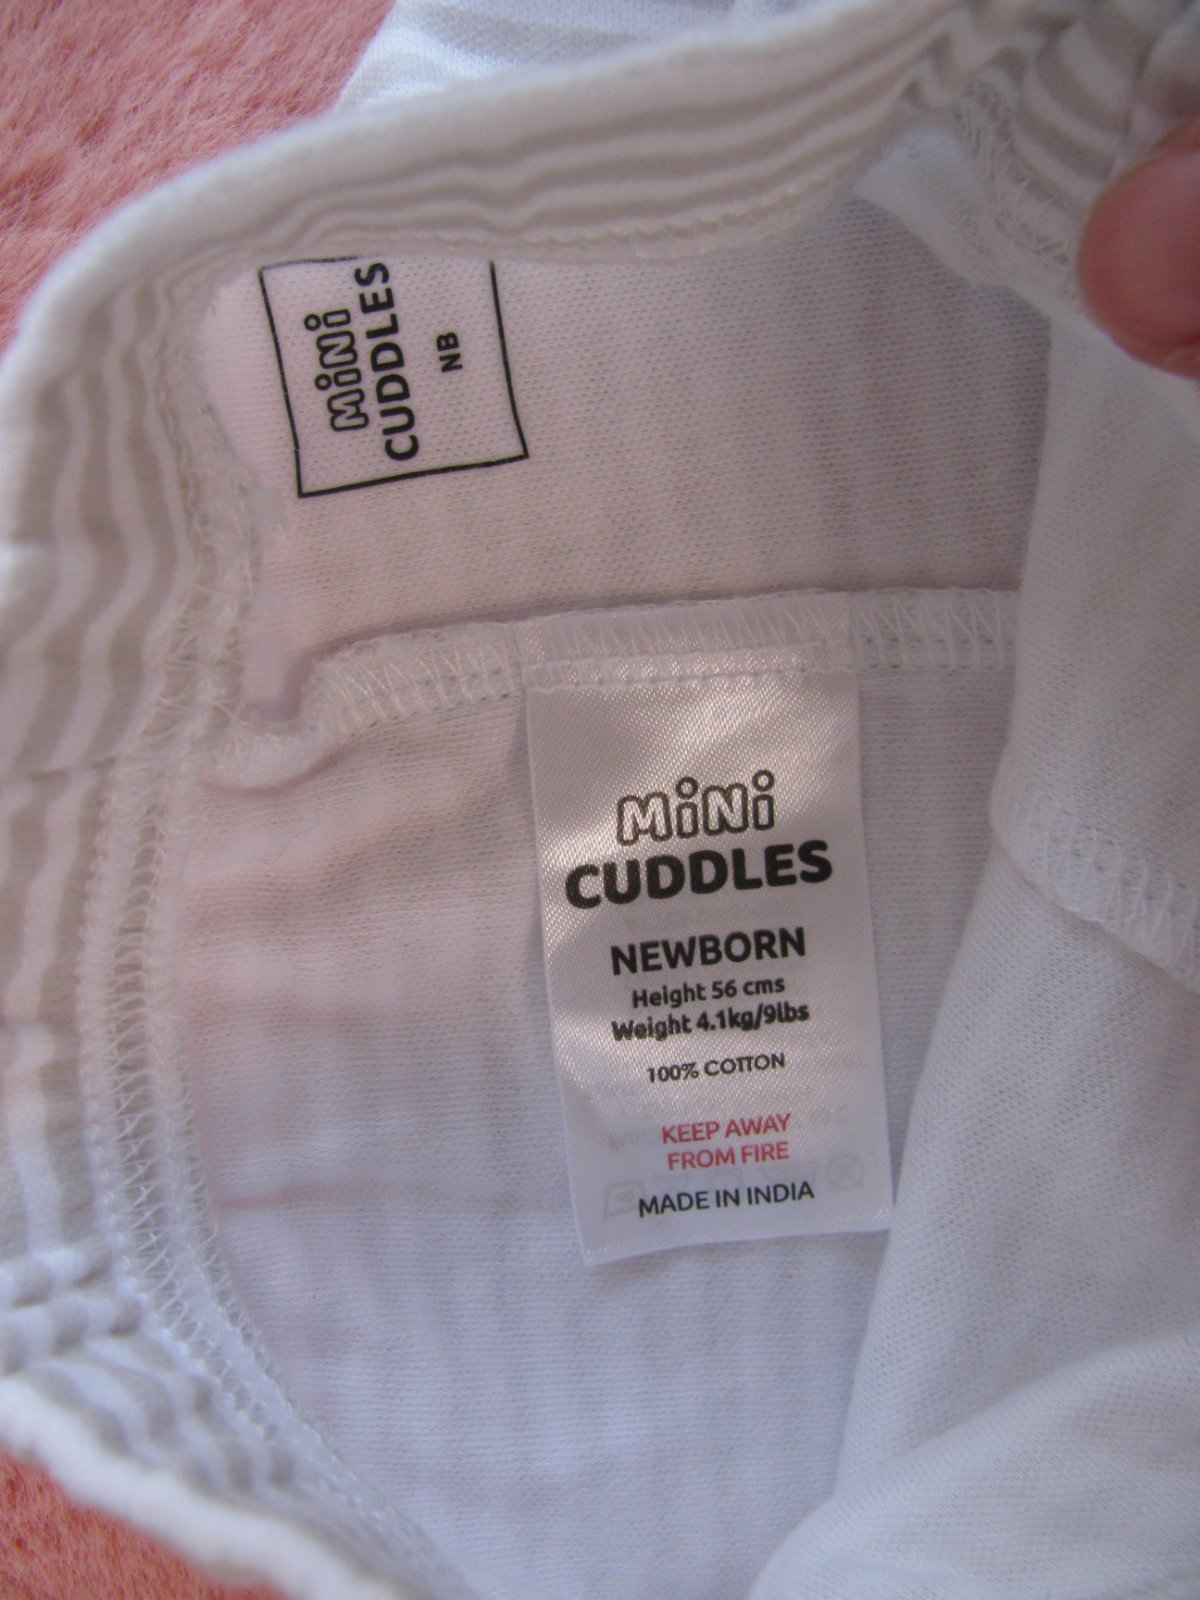 MiNi
CUDDLES
NB
MiNi
CUDDLES
NEWBORN
Height 56 cms
Weight 4.1kg/9lbs
100% COTTON
KEEP AWAY
FROM FIRE
MADE IN INDIA